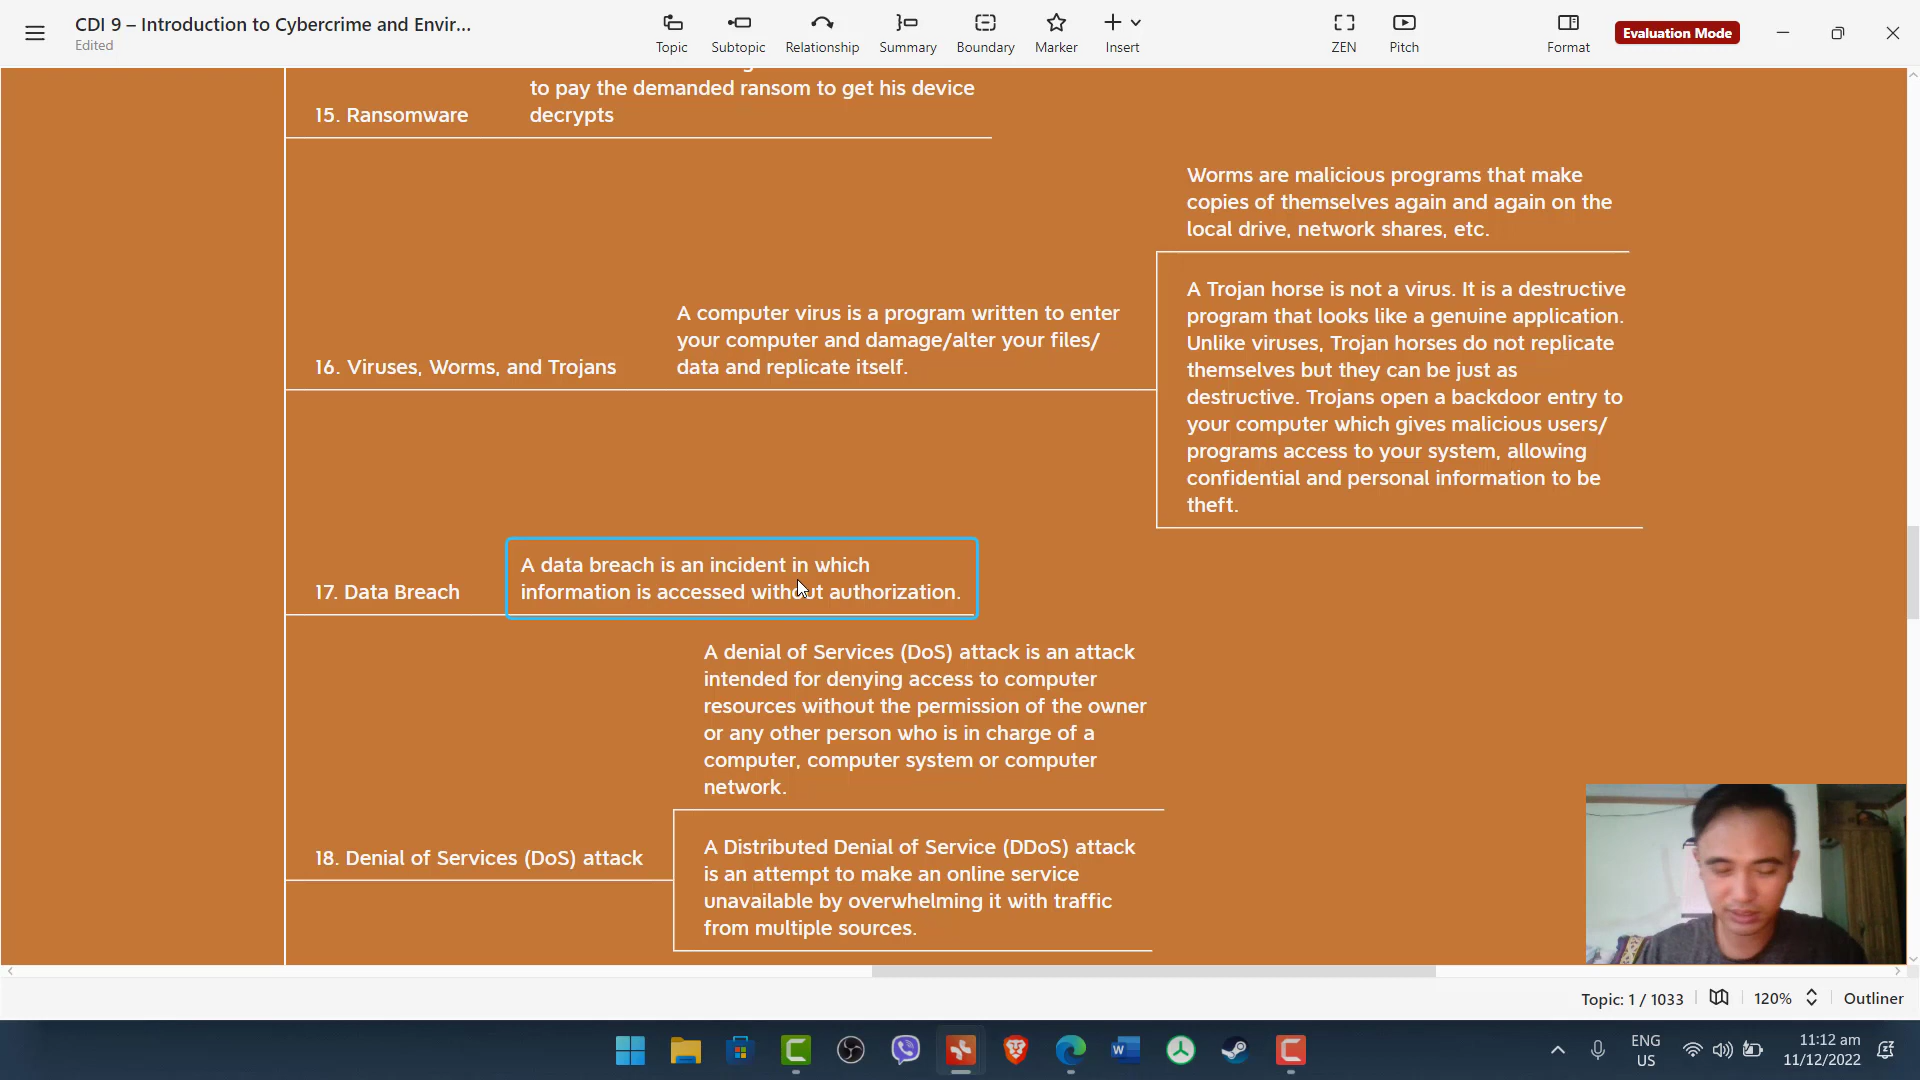 CDI 9 – Introduction to Cybercrime and Envir...
Edited
Topic
Subtopic
Relationship
Summary
Boundary
Marker
Insert
ZEN
Pitch
Format
Evaluation Mode
to pay the demanded ransom to get his device
decrypts
15. Ransomware
Worms are malicious programs that make
copies of themselves again and again on the
local drive, network shares, etc.
A Trojan horse is not a virus. It is a destructive
program that looks like a genuine application.
Unlike viruses, Trojan horses do not replicate
themselves but they can be just as
destructive. Trojans open a backdoor entry to
your computer which gives malicious users/
programs access to your system, allowing
confidential and personal information to be
theft.
A computer virus is a program written to enter
your computer and damage/alter your files/
data and replicate itself.
16. Viruses, Worms, and Trojans
A data breach is an incident in which
information is accessed without authorization.
17. Data Breach
A denial of Services (DoS) attack is an attack
intended for denying access to computer
resources without the permission of the owner
or any other person who is in charge of a
computer, computer system or computer
network.
18. Denial of Services (DoS) attack
A Distributed Denial of Service (DDoS) attack
is an attempt to make an online service
unavailable by overwhelming it with traffic
from multiple sources.
Topic: 1 / 1033
120%
Outliner
ENG
US
11:12 am
11/12/2022